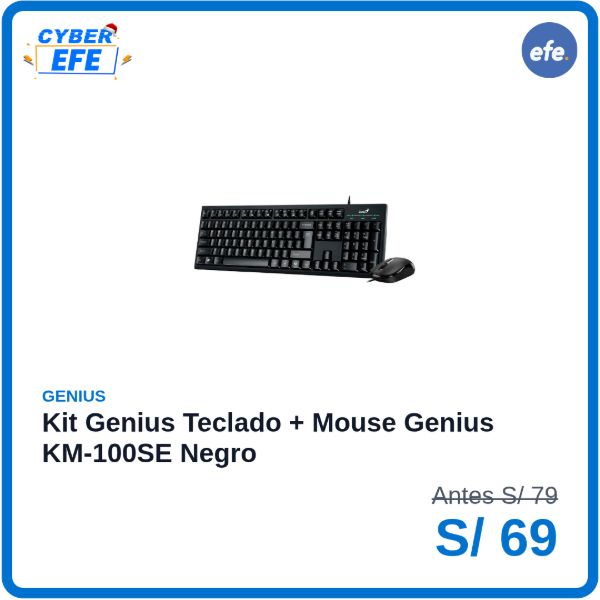 CYBER
EFE
efe.
GENIUS
Kit Genius Teclado + Mouse Genius
KM-100SE Negro
Antes S/ 79
S/ 69